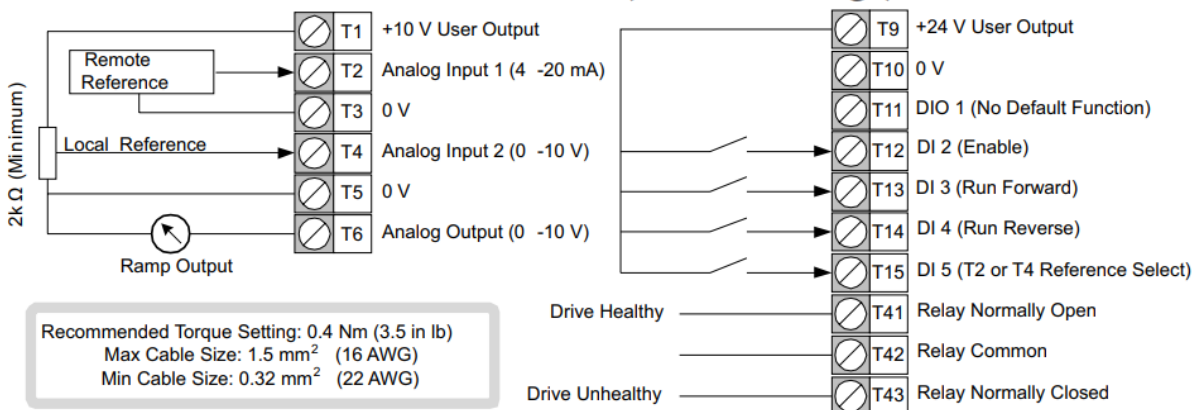 T1 +10 V User Output
Remote
Reference
T2 Analog Input 1 (4 -20 mA)
T3 0 V
2k Ω (Minimum)
Local Reference
T4 Analog Input 2 (0 -10 V)
T5 0 V
T6 Analog Output (0 -10 V)
Ramp Output
Recommended Torque Setting: 0.4 Nm (3.5 in lb)
Max Cable Size: 1.5 mm² (16 AWG)
Min Cable Size: 0.32 mm² (22 AWG)
T9 +24 V User Output
T10 0 V
T11 DIO 1 (No Default Function)
T12 DI 2 (Enable)
T13 DI 3 (Run Forward)
T14 DI 4 (Run Reverse)
T15 DI 5 (T2 or T4 Reference Select)
Drive Healthy T41 Relay Normally Open
T42 Relay Common
Drive Unhealthy T43 Relay Normally Closed